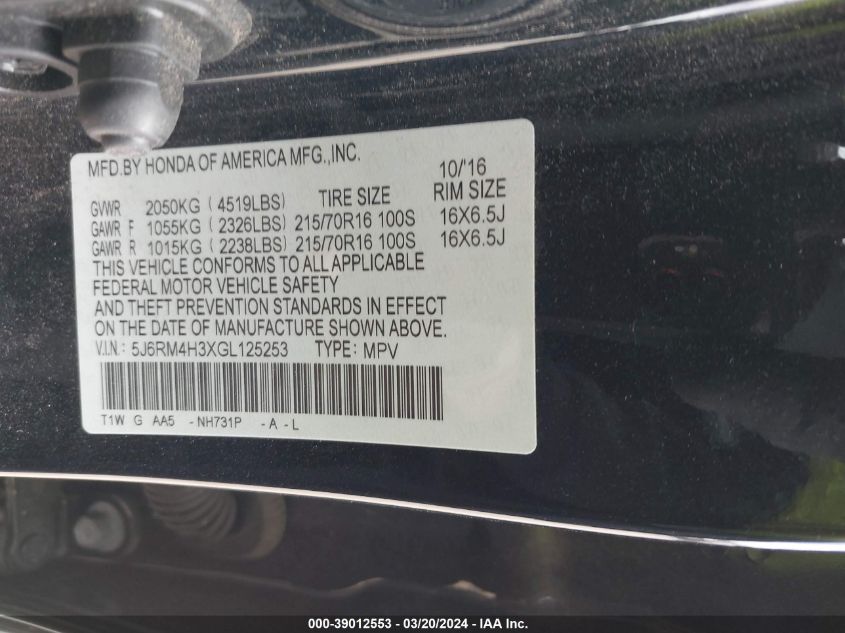 MFD.BY HONDA OF AMERICA MFG.,INC. 10/'16
GVWR 2050KG ( 4519LBS) TIRE SIZE RIM SIZE
GAWR F 1055KG ( 2326LBS) 215/70R16 100S 16X6.5J
GAWR R 1015KG ( 2238LBS) 215/70R16 100S 16X6.5J
THIS VEHICLE CONFORMS TO ALL APPLICABLE
FEDERAL MOTOR VEHICLE SAFETY
AND THEFT PREVENTION STANDARDS IN EFFECT
ON THE DATE OF MANUFACTURE SHOWN ABOVE.
V.I.N.: 5J6RM4H3XGL125253 TYPE: MPV
T1W G AA5 -NH731P -A -L
000-39012553 - 03/20/2024 - IAA Inc.